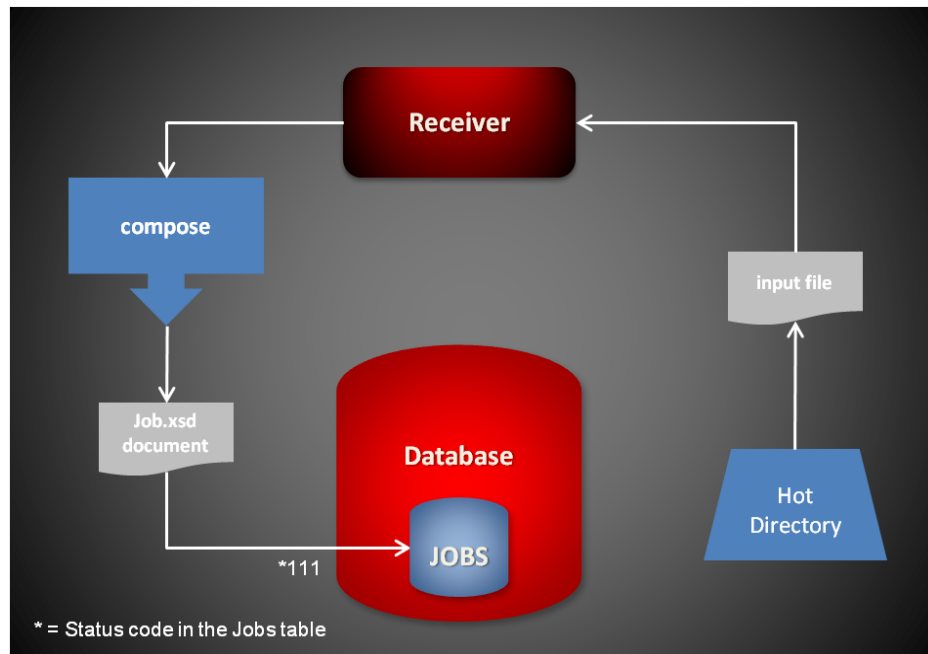 Receiver
compose
input file
Job.xsd
document
Database
Hot
Directory
JOBS
*111
* = Status code in the Jobs table